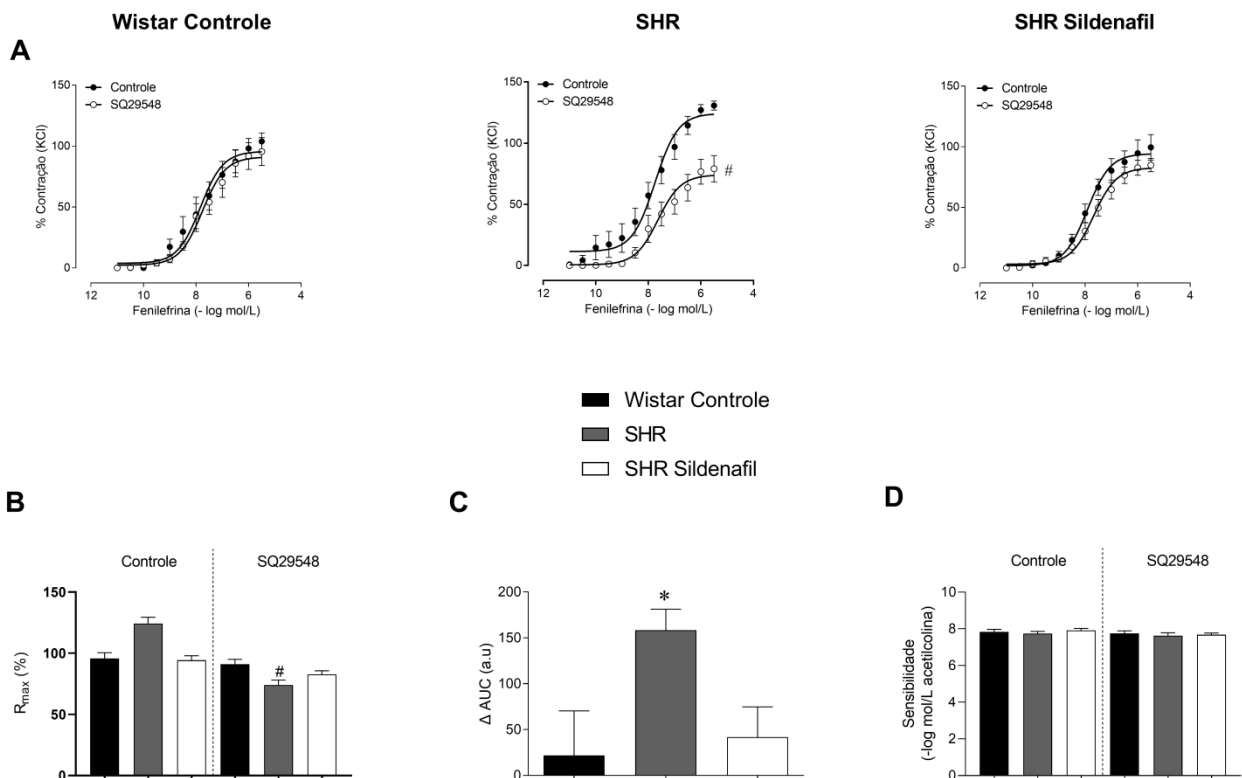 Wistar Controle
SHR
SHR Sildenafil
A
Controle
SQ29548
150
100
50
0
% Contração (KCl)
12 10 8 6 4
Fenilefrina (- log mol/L)
Controle
SQ29548
150
100
50
0
% Contração (KCl)
#
12 10 8 6 4
Fenilefrina (- log mol/L)
Controle
SQ29548
150
100
50
0
% Contração (KCl)
12 10 8 6 4
Fenilefrina (- log mol/L)
Wistar Controle
SHR
SHR Sildenafil
B
Controle SQ29548
150
100
50
0
Rmax (%)
#
C
200
150
100
50
0
Δ AUC (a.u)
*
D
Controle SQ29548
10
8
6
4
2
0
Sensibilidade
(-log mol/L acetilcolina)